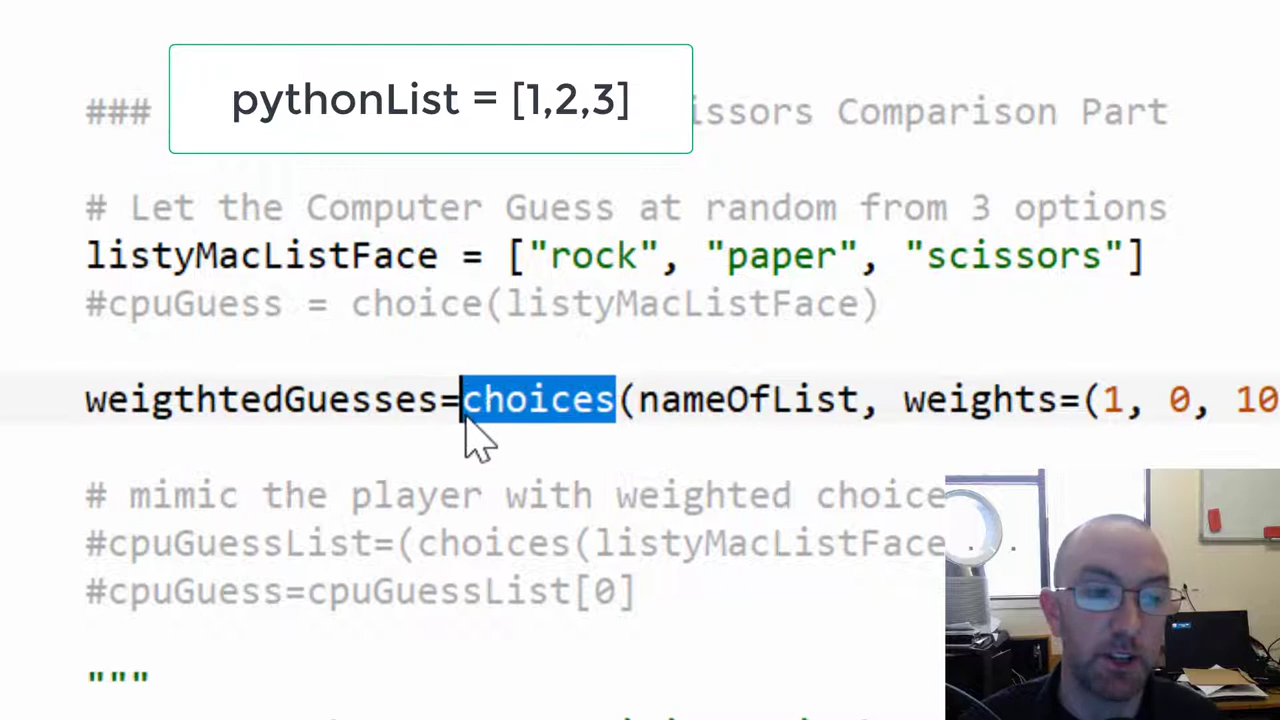 pythonList = [1,2,3]
### issors Comparison Part
# Let the Computer Guess at random from 3 options
listyMacListFace = ["rock", "paper", "scissors"]
#cpuGuess = choice(listyMacListFace)
weigthtedGuesses=choices(nameOfList, weights=(1, 0, 10
# mimic the player with weighted choice
#cpuGuessList=(choices(listyMacListFace
#cpuGuess=cpuGuessList[0]
"""